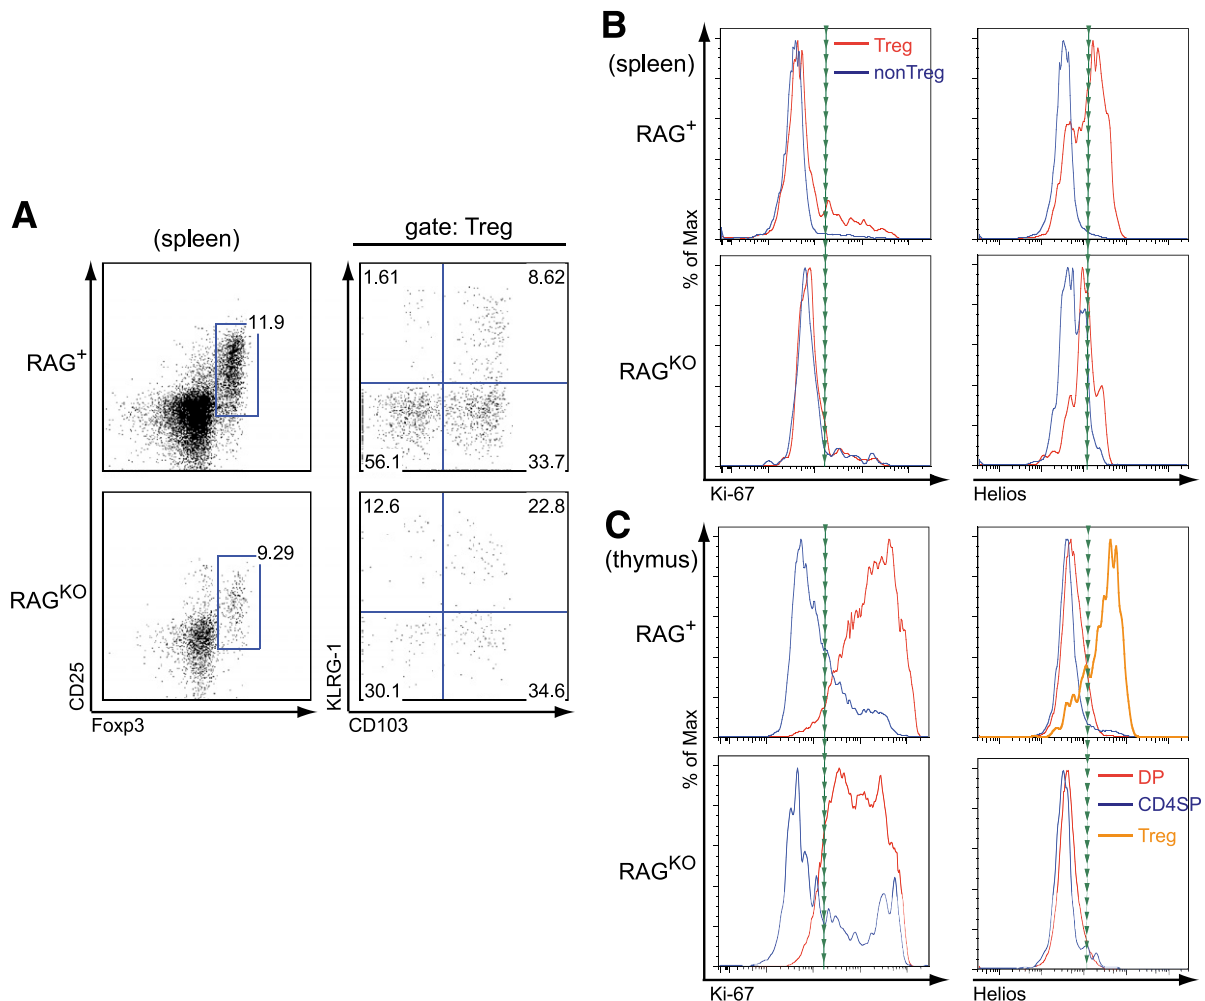 A
(spleen)
gate: Treg
RAG+
11.9
1.61
8.62
56.1
33.7
RAGKO
9.29
12.6
22.8
30.1
34.6
CD25
Foxp3
KLRG-1
CD103
B
(spleen)
Treg
nonTreg
RAG+
% of Max
RAGKO
Ki-67
Helios
C
(thymus)
RAG+
% of Max
DP
CD4SP
Treg
RAGKO
Ki-67
Helios